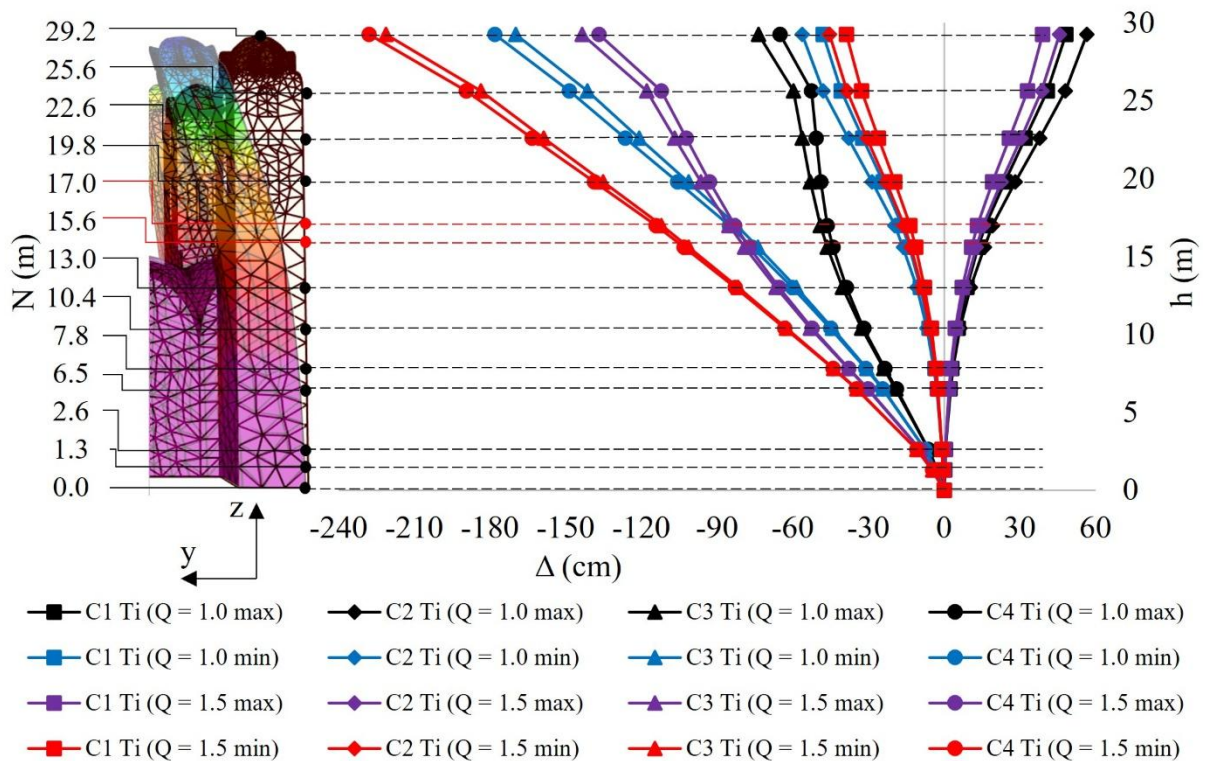 29.2
25.6
22.6
19.8
17.0
15.6
13.0
10.4
7.8
6.5
2.6
1.3
0.0
N (m)
z
y
30
25
20
15
10
5
0
h (m)
-240 -210 -180 -150 -120 -90 -60 -30 0 30 60
Δ (cm)
C1 Ti (Q = 1.0 max) C2 Ti (Q = 1.0 max) C3 Ti (Q = 1.0 max) C4 Ti (Q = 1.0 max)
C1 Ti (Q = 1.0 min) C2 Ti (Q = 1.0 min) C3 Ti (Q = 1.0 min) C4 Ti (Q = 1.0 min)
C1 Ti (Q = 1.5 max) C2 Ti (Q = 1.5 max) C3 Ti (Q = 1.5 max) C4 Ti (Q = 1.5 max)
C1 Ti (Q = 1.5 min) C2 Ti (Q = 1.5 min) C3 Ti (Q = 1.5 min) C4 Ti (Q = 1.5 min)